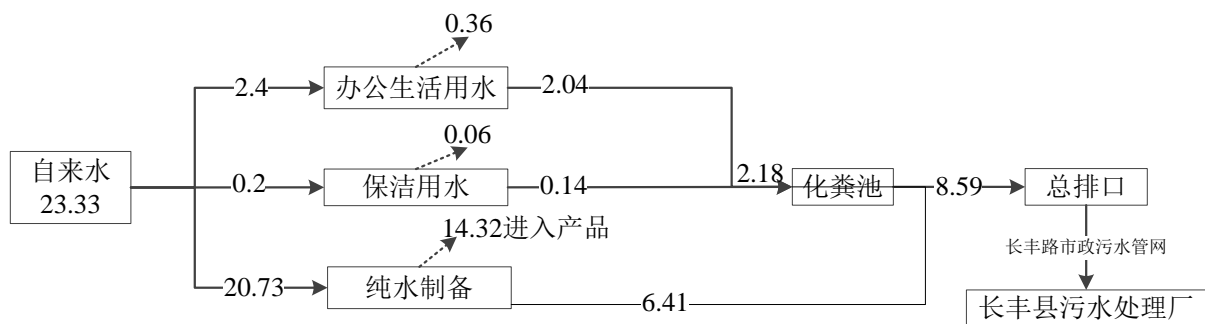 0.36
2.4
办公生活用水
2.04
0.06
自来水
23.33
0.2
保洁用水
0.14
2.18
化粪池
8.59
总排口
14.32进入产品
长丰路市政污水管网
20.73
纯水制备
6.41
长丰县污水处理厂